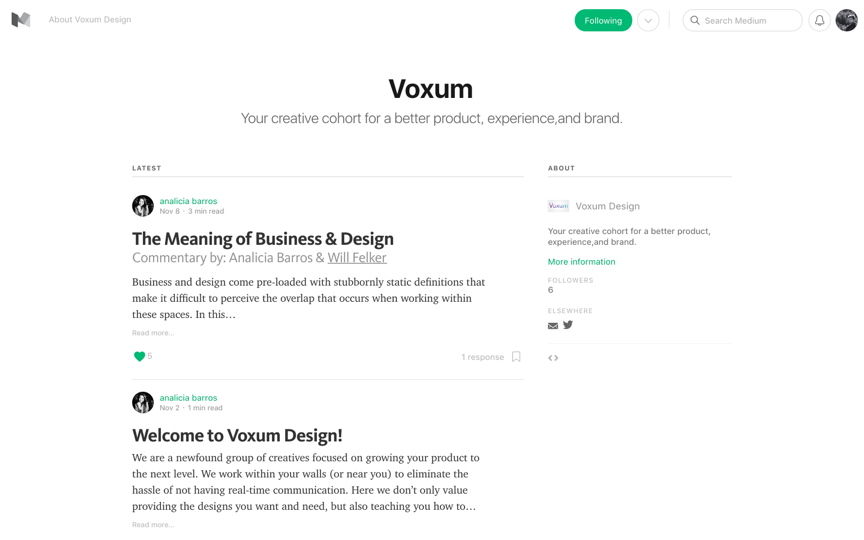 About Voxum Design
Following
Search Medium
Voxum
Your creative cohort for a better product, experience,and brand.
LATEST
analicia barros
Nov 8 · 3 min read
The Meaning of Business & Design
Commentary by: Analicia Barros & Will Felker
Business and design come pre-loaded with stubbornly static definitions that
make it difficult to perceive the overlap that occurs when working within
these spaces. In this…
Read more…
5
1 response
analicia barros
Nov 2 · 1 min read
Welcome to Voxum Design!
We are a newfound group of creatives focused on growing your product to
the next level. We work within your walls (or near you) to eliminate the
hassle of not having real-time communication. Here we don’t only value
providing the designs you want and need, but also teaching you how to…
Read more…
ABOUT
Voxum
Voxum Design
Your creative cohort for a better product,
experience,and brand.
More information
FOLLOWERS
6
ELSEWHERE